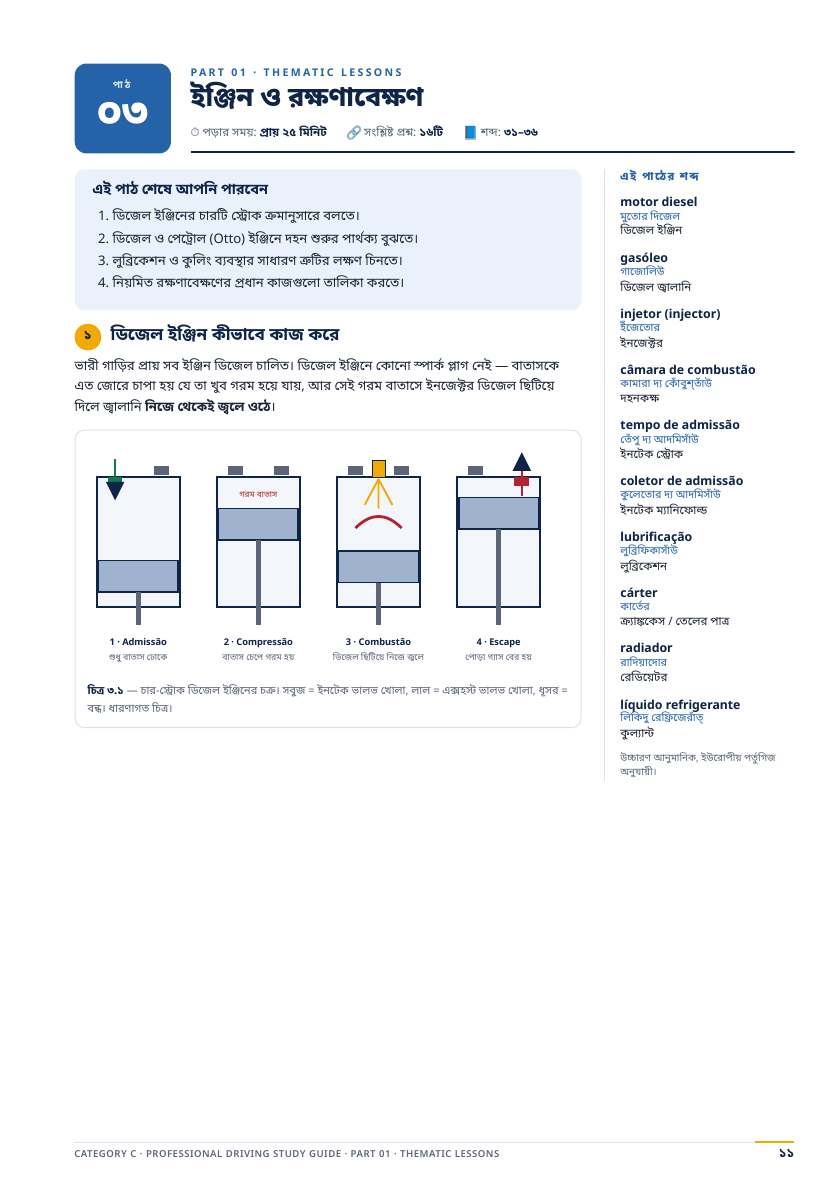 পাঠ
০৩
PART 01 · THEMATIC LESSONS
ইঞ্জিন ও রক্ষণাবেক্ষণ
পড়ার সময়: প্রায় ২৫ মিনিট সংশ্লিষ্ট প্রশ্ন: ১৬টি শব্দ: ৩১–৩৬
এই পাঠ শেষে আপনি পারবেন
1. ডিজেল ইঞ্জিনের চারটি স্ট্রোক ক্রমানুসারে বলতে।
2. ডিজেল ও পেট্রোল (Otto) ইঞ্জিনে দহন শুরুর পার্থক্য বুঝতে।
3. লুব্রিকেশন ও কুলিং ব্যবস্থার সাধারণ ত্রুটির লক্ষণ চিনতে।
4. নিয়মিত রক্ষণাবেক্ষণের প্রধান কাজগুলো তালিকা করতে।
১ ডিজেল ইঞ্জিন কীভাবে কাজ করে
ভারী গাড়ির প্রায় সব ইঞ্জিন ডিজেল চালিত। ডিজেল ইঞ্জিনে কোনো স্পার্ক প্লাগ নেই — বাতাসকে
এত জোরে চাপা হয় যে তা খুব গরম হয়ে যায়, আর সেই গরম বাতাসে ইনজেক্টর ডিজেল ছিটিয়ে
দিলে জ্বালানি নিজে থেকেই জ্বলে ওঠে।
গরম বাতাস
1 · Admissão
শুধু বাতাস ঢোকে
2 · Compressão
বাতাস চেপে গরম হয়
3 · Combustão
ডিজেল ছিটিয়ে নিজে জ্বলে
4 · Escape
পোড়া গ্যাস বের হয়
চিত্র ৩.১ — চার-স্ট্রোক ডিজেল ইঞ্জিনের চক্র। সবুজ = ইনটেক ভালভ খোলা, লাল = এক্সহস্ট ভালভ খোলা, ধূসর =
বন্ধ। ধারণাগত চিত্র।
এই পাঠের শব্দ
motor diesel
মুতোর দিজেল
ডিজেল ইঞ্জিন
gasóleo
গাজোলিউ
ডিজেল জ্বালানি
injetor (injector)
ইঁজেতোর
ইনজেক্টর
câmara de combustão
কামারা দ্য কোঁবুশ্তাঁউ
দহনকক্ষ
tempo de admissão
তেঁপু দ্য আদমিসাঁউ
ইনটেক স্ট্রোক
coletor de admissão
কুলেতোর দ্য আদমিসাঁউ
ইনটেক ম্যানিফোল্ড
lubrificação
লুব্রিফিকাসাঁউ
লুব্রিকেশন
cárter
কার্তের
ক্র্যাঙ্ককেস / তেলের পাত্র
radiador
রাদিয়াদোর
রেডিয়েটর
líquido refrigerante
লিকিদু রেফ্রিজেরাঁত্
কুল্যান্ট
উচ্চারণ আনুমানিক, ইউরোপীয় পর্তুগিজ
অনুযায়ী।
CATEGORY C · PROFESSIONAL DRIVING STUDY GUIDE · PART 01 · THEMATIC LESSONS
১১